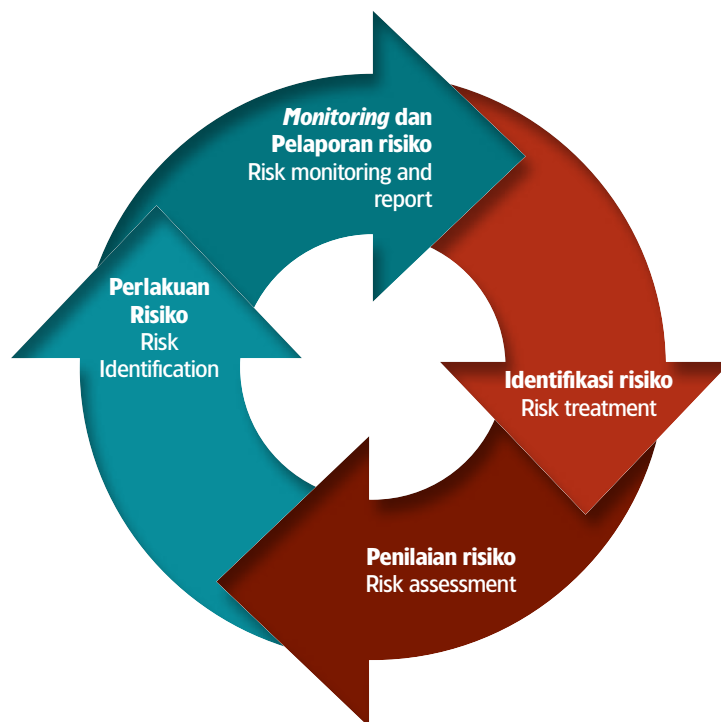 Monitoring dan
Pelaporan risiko
Risk monitoring and
report
Perlakuan
Risiko
Risk
Identification
Identifikasi risiko
Risk treatment
Penilaian risiko
Risk assessment